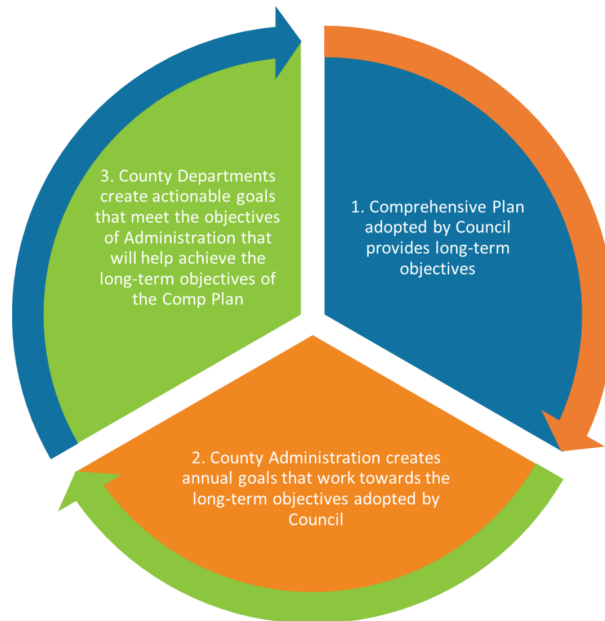 1. Comprehensive Plan
adopted by Council
provides long-term
objectives
2. County Administration creates
annual goals that work towards the
long-term objectives adopted by
Council
3. County Departments
create actionable goals
that meet the objectives
of Administration that
will help achieve the
long-term objectives of
the Comp Plan